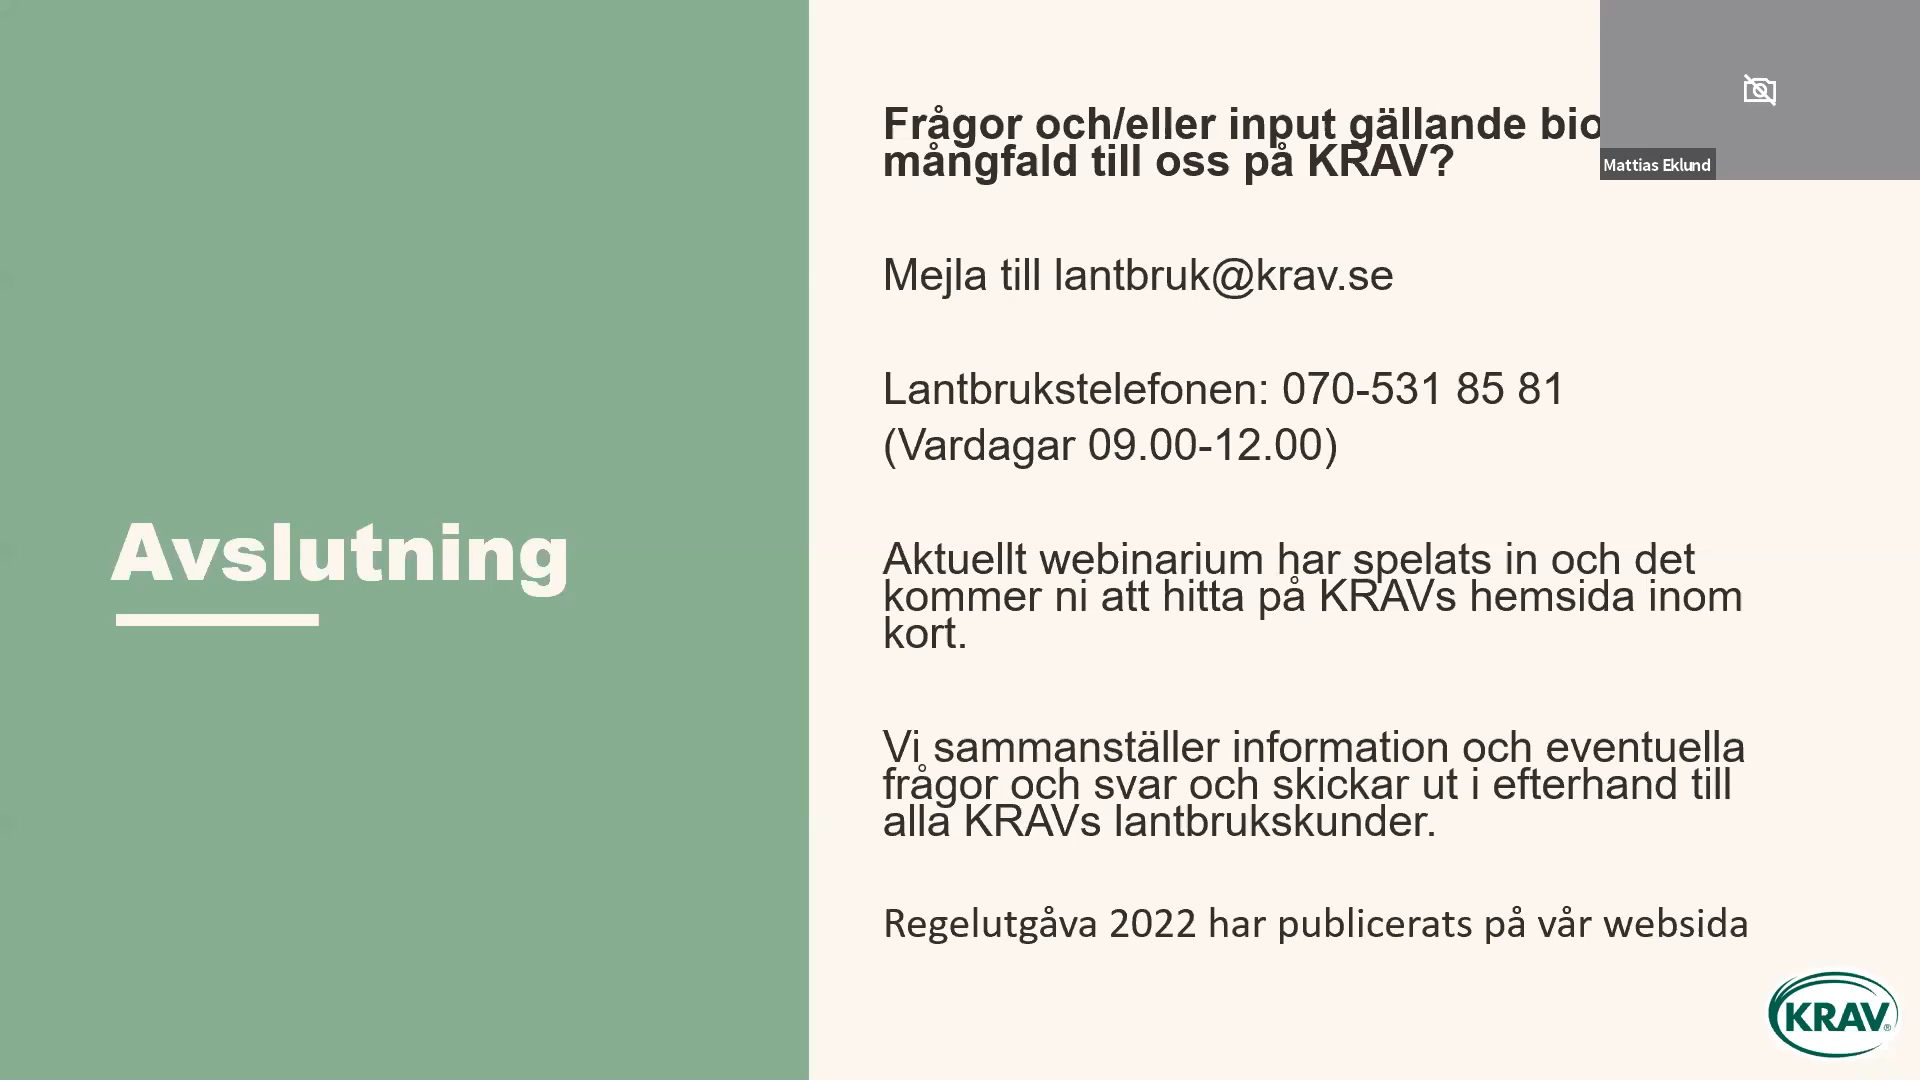 Avslutning
Frågor och/eller input gällande
mångfald till oss på KRAV?
Mejla till lantbruk@krav.se
Lantbrukstelefonen: 070-531 85 81
(Vardagar 09.00-12.00)
Aktuellt webinarium har spelats in och det
kommer ni att hitta på KRAVs hemsida inom
kort.
Vi sammanställer information och eventuella
frågor och svar och skickar ut i efterhand till
alla KRAVs lantbrukskunder.
Regelutgåva 2022 har publicerats på vår websida
Mattias Eklund
KRAV®